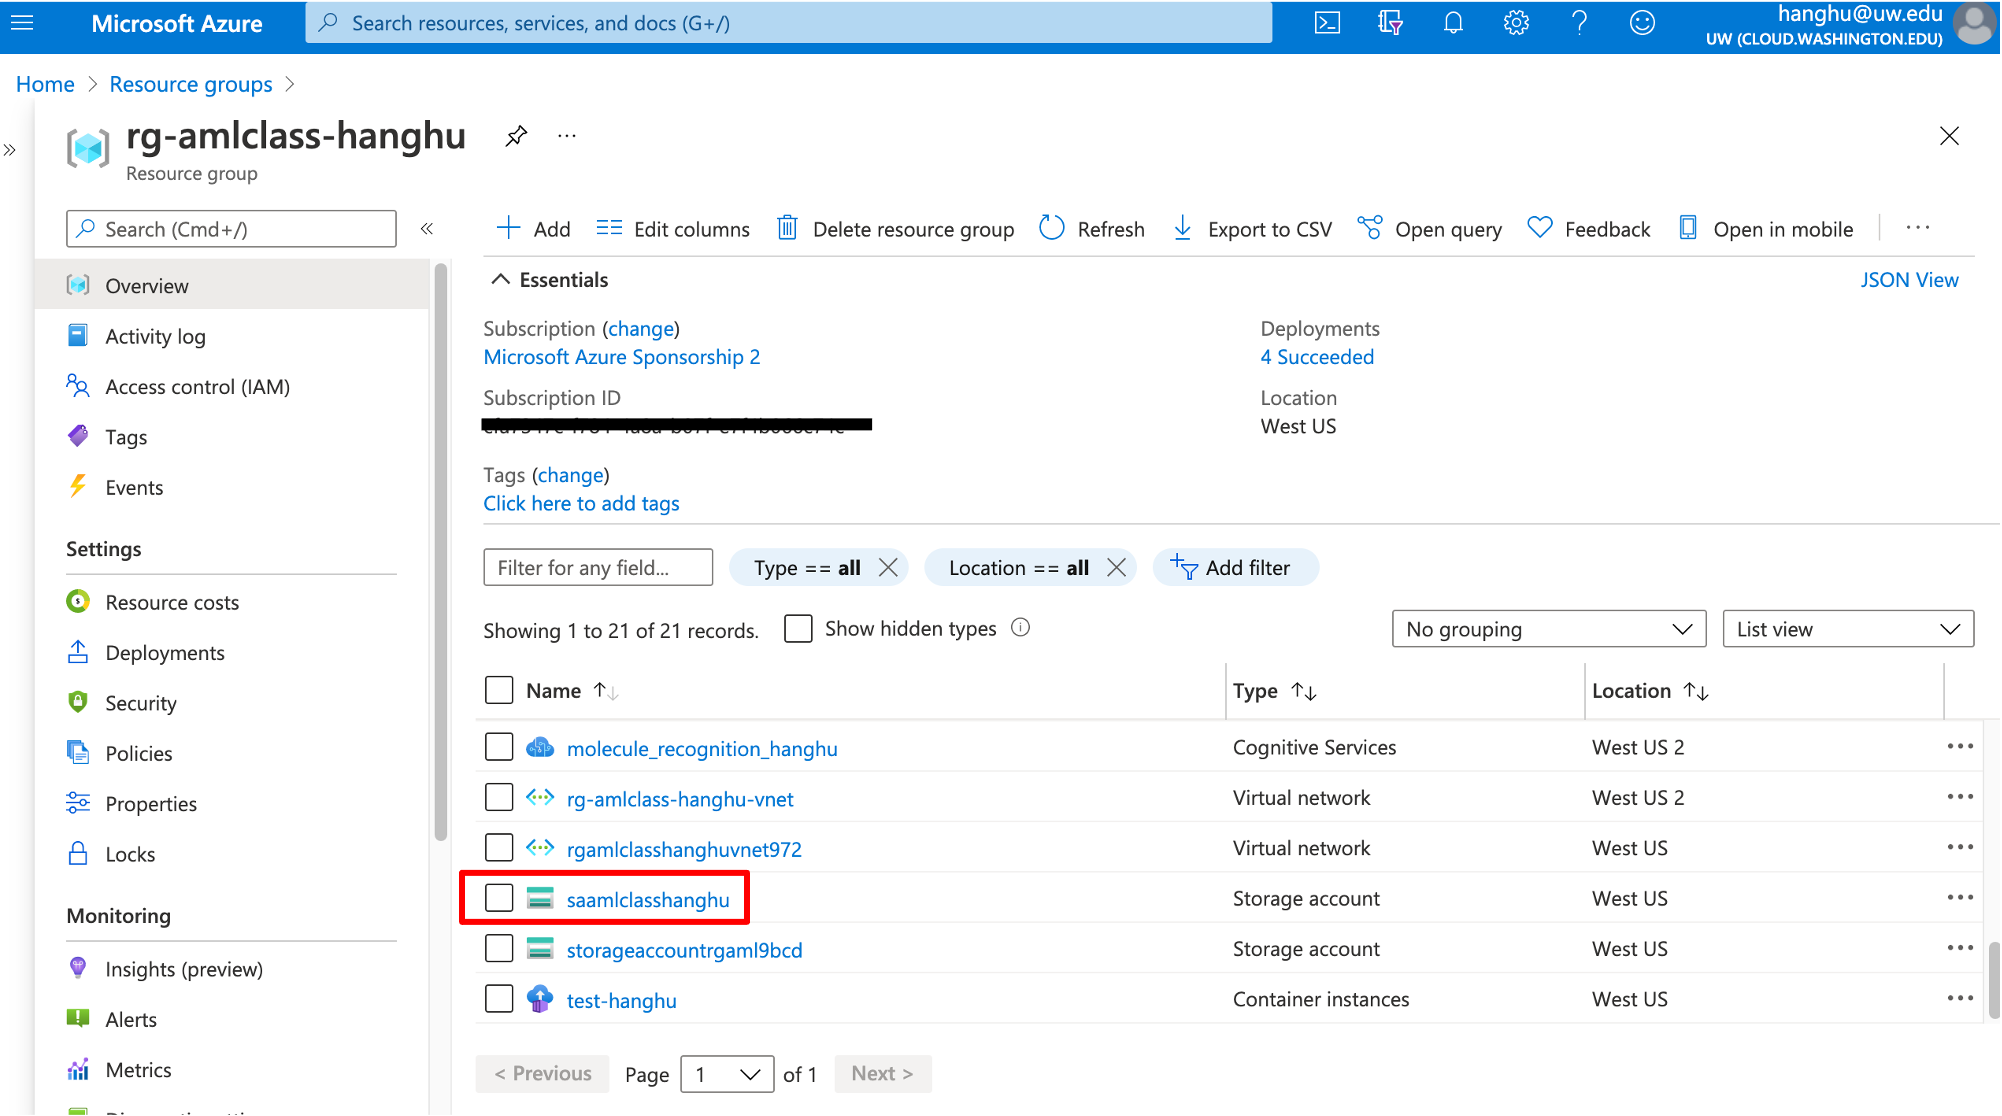 Microsoft Azure
Search resources, services, and docs (G+/)
hanghu@uw.edu
UW (CLOUD.WASHINGTON.EDU)
Home > Resource groups >
rg-amlclass-hanghu
Resource group
Search (Cmd+/)
Add
Edit columns
Delete resource group
Refresh
Export to CSV
Open query
Feedback
Open in mobile
Overview
Activity log
Access control (IAM)
Tags
Events
Settings
Resource costs
Deployments
Security
Policies
Properties
Locks
Monitoring
Insights (preview)
Alerts
Metrics
Essentials
JSON View
Subscription (change)
Microsoft Azure Sponsorship 2
Subscription ID
Deployments
4 Succeeded
Location
West US
Tags (change)
Click here to add tags
Filter for any field...
Type == all
Location == all
Add filter
Showing 1 to 21 of 21 records.
Show hidden types
No grouping
List view
Name Type Location
molecule_recognition_hanghu Cognitive Services West US 2
rg-amlclass-hanghu-vnet Virtual network West US 2
rgamlclasshanghuvnet972 Virtual network West US
saamlclasshanghu Storage account West US
storageaccountrgaml9bcd Storage account West US
test-hanghu Container instances West US
< Previous Page 1 of 1 Next >